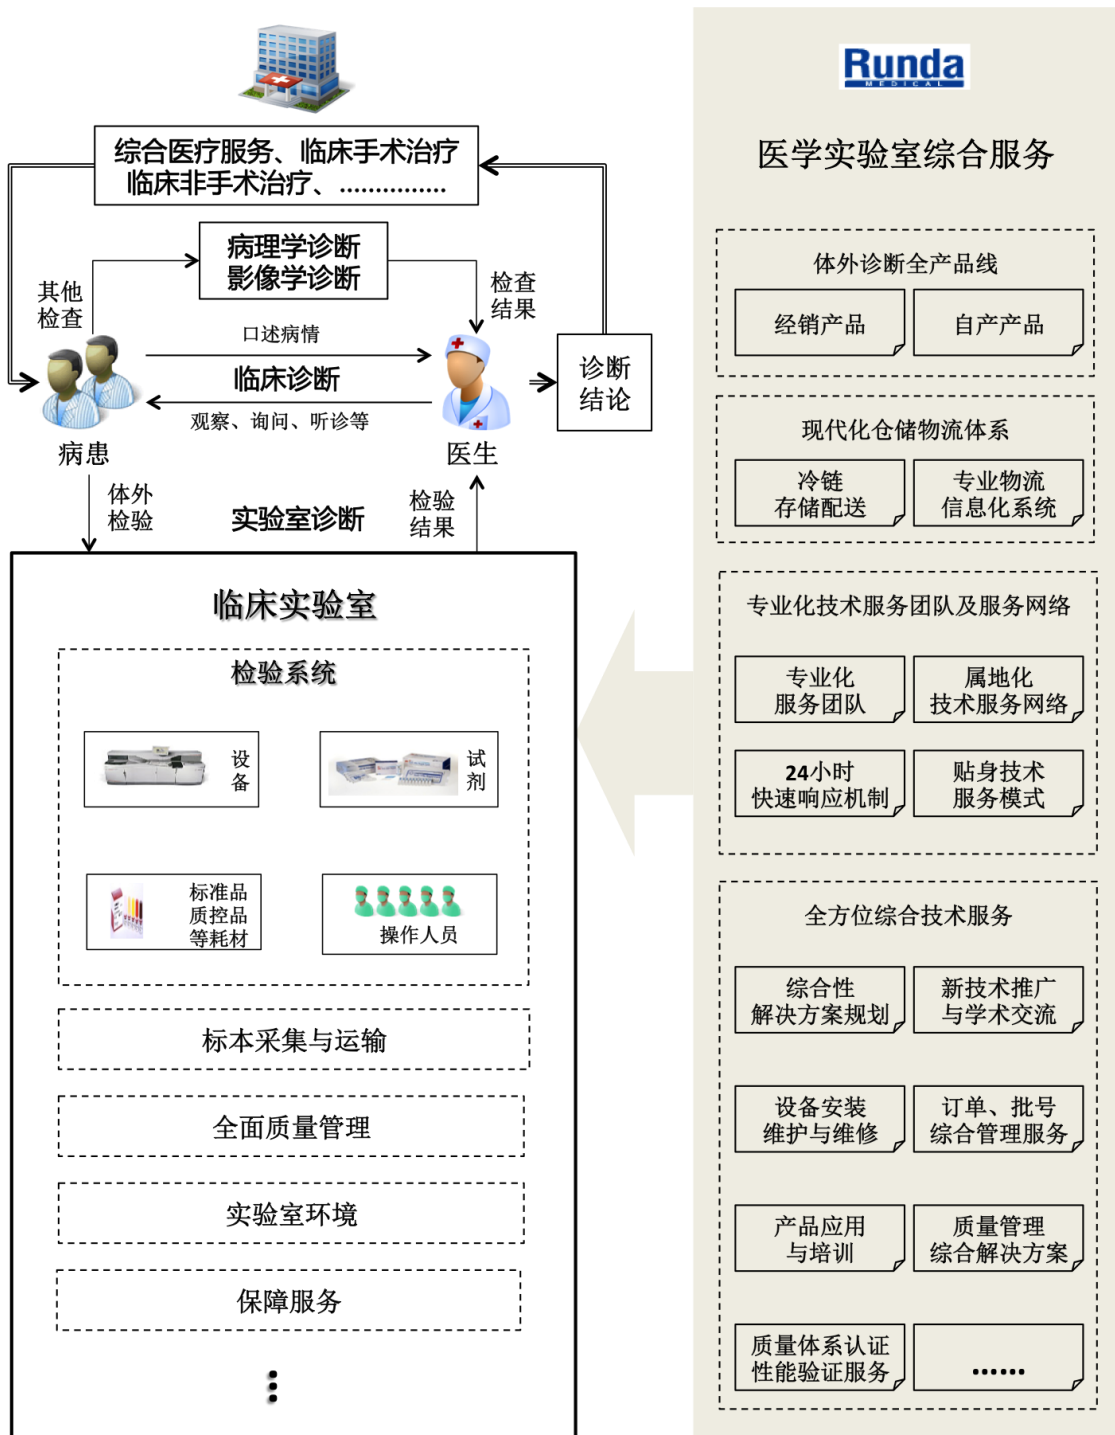 综合医疗服务、临床手术治疗
临床非手术治疗、...............
病理学诊断
影像学诊断
其他
检查
检查
结果
口述病情
临床诊断
观察、询问、听诊等
诊断
结论
病患
医生
体外
检验
实验室诊断
检验
结果
临床实验室
检验系统
设
备
试
剂
标准品
质控品
等耗材
操作人员
标本采集与运输
全面质量管理
实验室环境
保障服务
Runda
MEDICAL
医学实验室综合服务
体外诊断全产品线
经销产品
自产产品
现代化仓储物流体系
冷链
存储配送
专业物流
信息化系统
专业化技术服务团队及服务网络
专业化
服务团队
属地化
技术服务网络
24小时
快速响应机制
贴身技术
服务模式
全方位综合技术服务
综合性
解决方案规划
新技术推广
与学术交流
设备安装
维护与维修
订单、批号
综合管理服务
产品应用
与培训
质量管理
综合解决方案
质量体系认证
性能验证服务
……